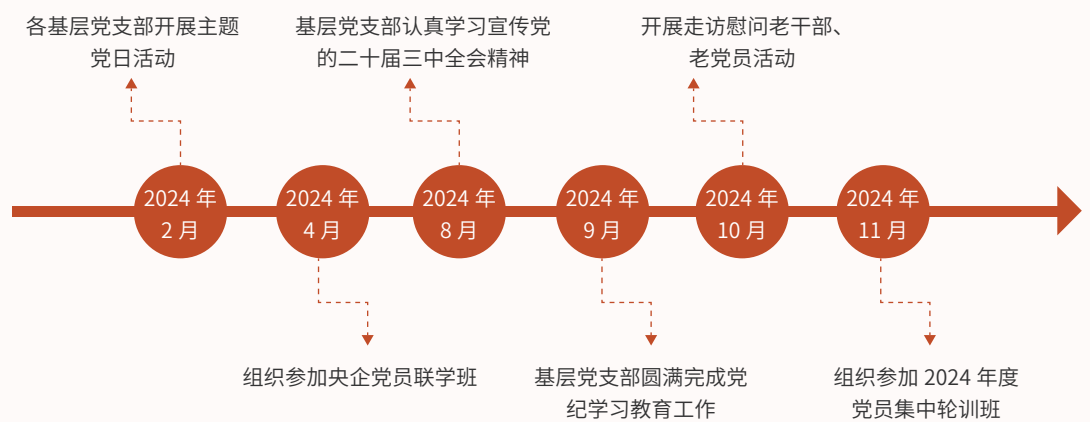 各基层党支部开展主题
党日活动
基层党支部认真学习宣传党
的二十届三中全会精神
开展走访慰问老干部、
老党员活动
2024 年
2 月
2024 年
4 月
2024 年
8 月
2024 年
9 月
2024 年
10 月
2024 年
11 月
组织参加央企党员联学班
基层党支部圆满完成党
纪学习教育工作
组织参加 2024 年度
党员集中轮训班